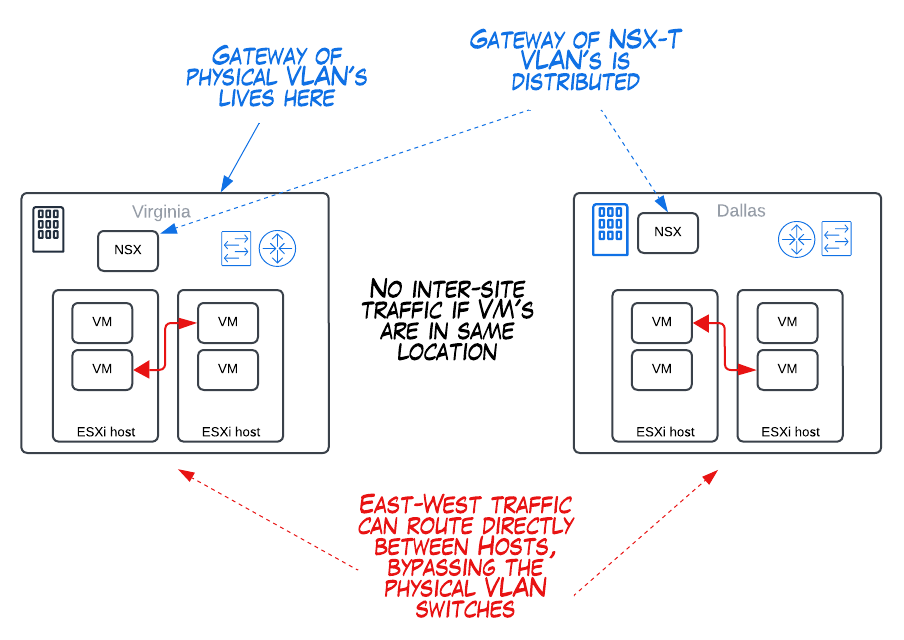 Gateway of
physical VLAN's
lives here
Gateway of NSX-T
VLAN's is
distributed
Virginia
NSX
VM
VM
ESXi host
VM
VM
ESXi host
No inter-site
traffic if VM's
are in same
location
Dallas
NSX
VM
VM
ESXi host
VM
VM
ESXi host
East-West traffic
can route directly
between Hosts,
bypassing the
physical VLAN
switches